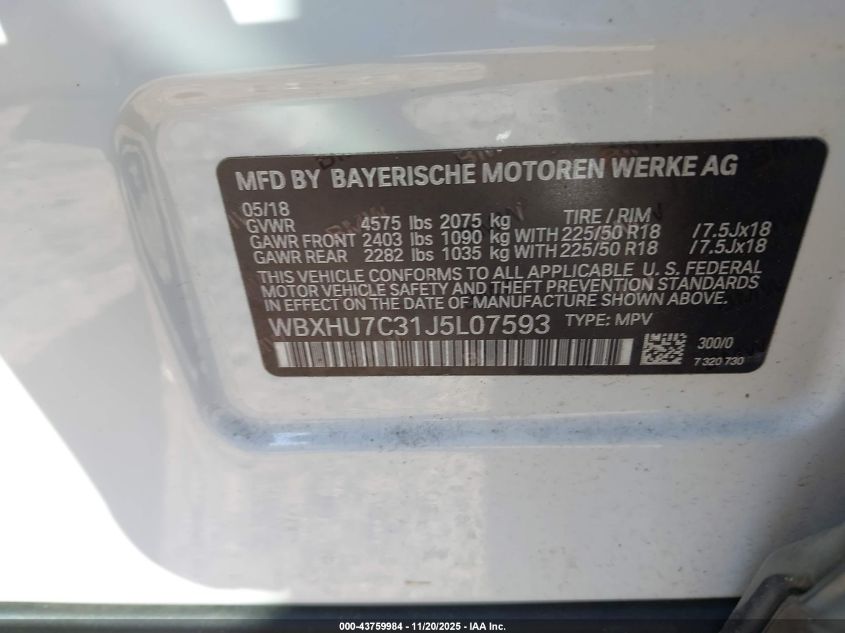 MFD BY BAYERISCHE MOTOREN WERKE AG
05/18 TIRE / RIM
GVWR 4575 lbs 2075 kg
GAWR FRONT 2403 lbs 1090 kg WITH 225/50 R18 /7.5Jx18
GAWR REAR 2282 lbs 1035 kg WITH 225/50 R18 /7.5Jx18
THIS VEHICLE CONFORMS TO ALL APPLICABLE U. S. FEDERAL
MOTOR VEHICLE SAFETY AND THEFT PREVENTION STANDARDS
IN EFFECT ON THE DATE OF MANUFACTURE SHOWN ABOVE.
WBXHU7C31J5L07593 TYPE: MPV
300/0
7 320 730
000-43759984 - 11/20/2025 - IAA Inc.